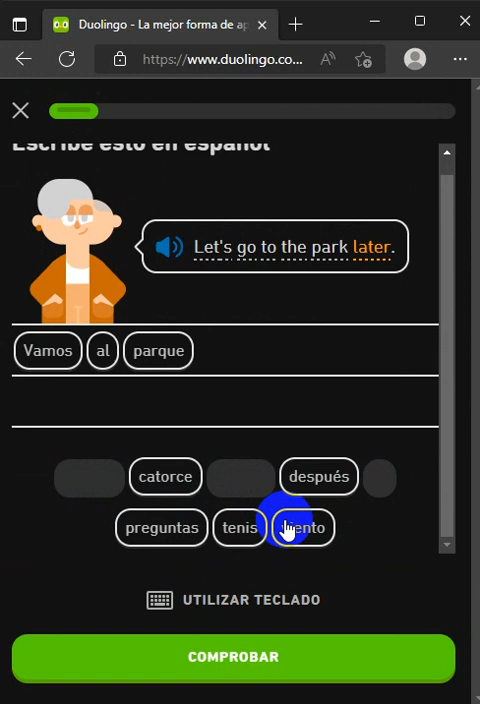 Duolingo - La mejor forma de ap
https://www.duolingo.co...
Escribe esto en español
Let's go to the park later.
Vamos al parque
catorce después
preguntas tenis
UTILIZAR TECLADO
COMPROBAR